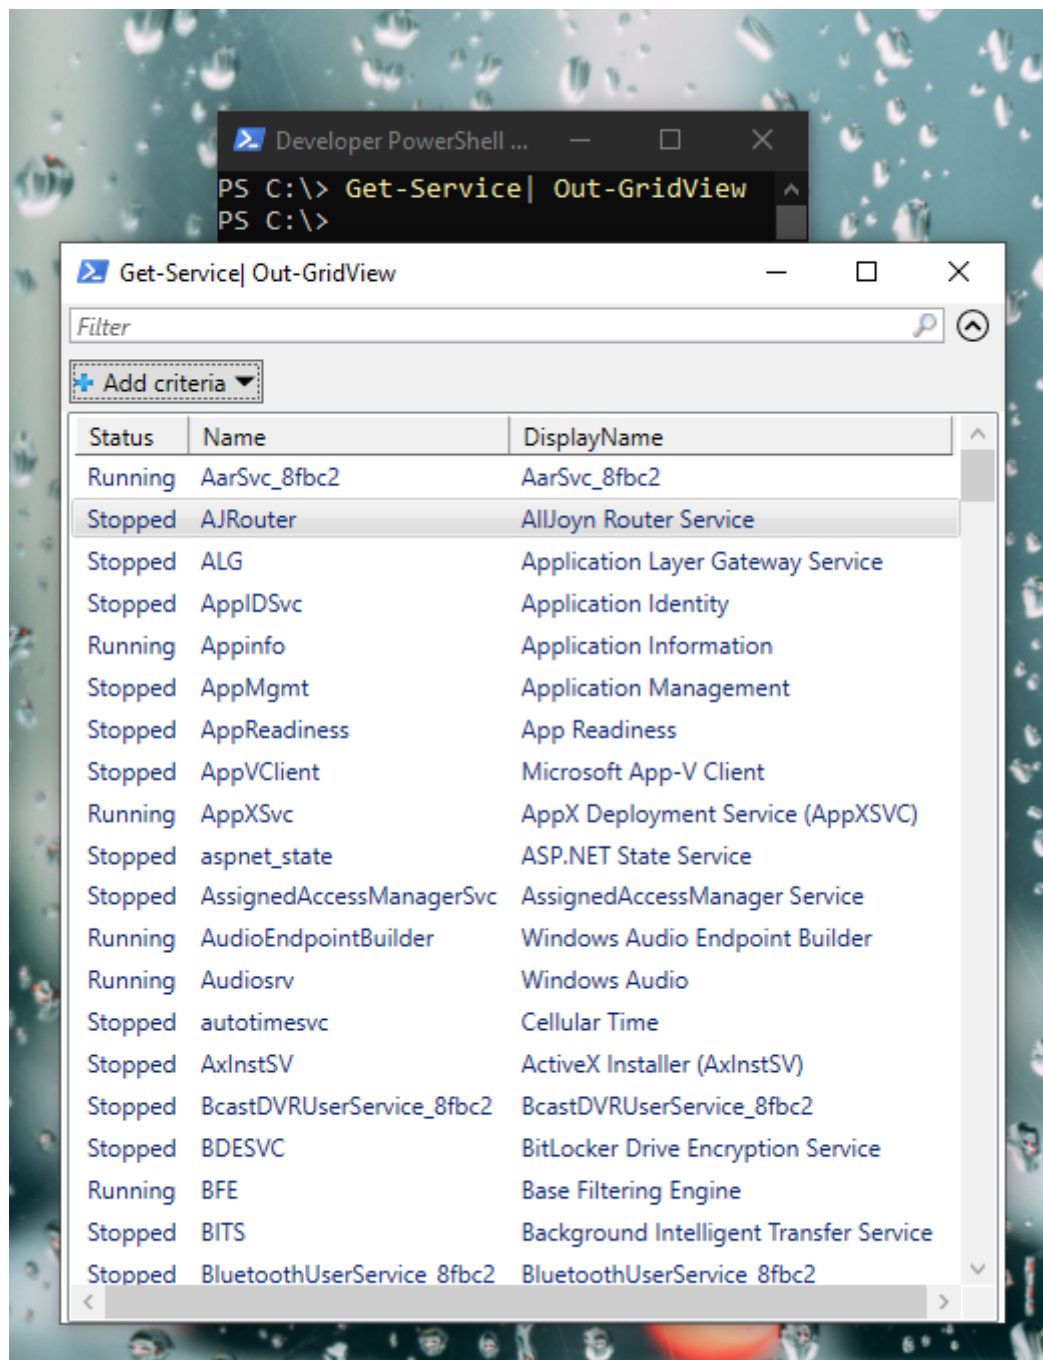 Developer PowerShell ...
PS C:\> Get-Service| Out-GridView
PS C:\>
Get-Service| Out-GridView
Filter
Add criteria
Status Name DisplayName
Running AarSvc_8fbc2 AarSvc_8fbc2
Stopped AJRouter AllJoyn Router Service
Stopped ALG Application Layer Gateway Service
Stopped AppIDSvc Application Identity
Running Appinfo Application Information
Stopped AppMgmt Application Management
Stopped AppReadiness App Readiness
Stopped AppVClient Microsoft App-V Client
Running AppXSvc AppX Deployment Service (AppXSVC)
Stopped aspnet_state ASP.NET State Service
Stopped AssignedAccessManagerSvc AssignedAccessManager Service
Running AudioEndpointBuilder Windows Audio Endpoint Builder
Running Audiosrv Windows Audio
Stopped autotimesvc Cellular Time
Stopped AxInstSV ActiveX Installer (AxInstSV)
Stopped BcastDVRUserService_8fbc2 BcastDVRUserService_8fbc2
Stopped BDESVC BitLocker Drive Encryption Service
Running BFE Base Filtering Engine
Stopped BITS Background Intelligent Transfer Service
Stopped BluetoothUserService_8fbc2 BluetoothUserService_8fbc2